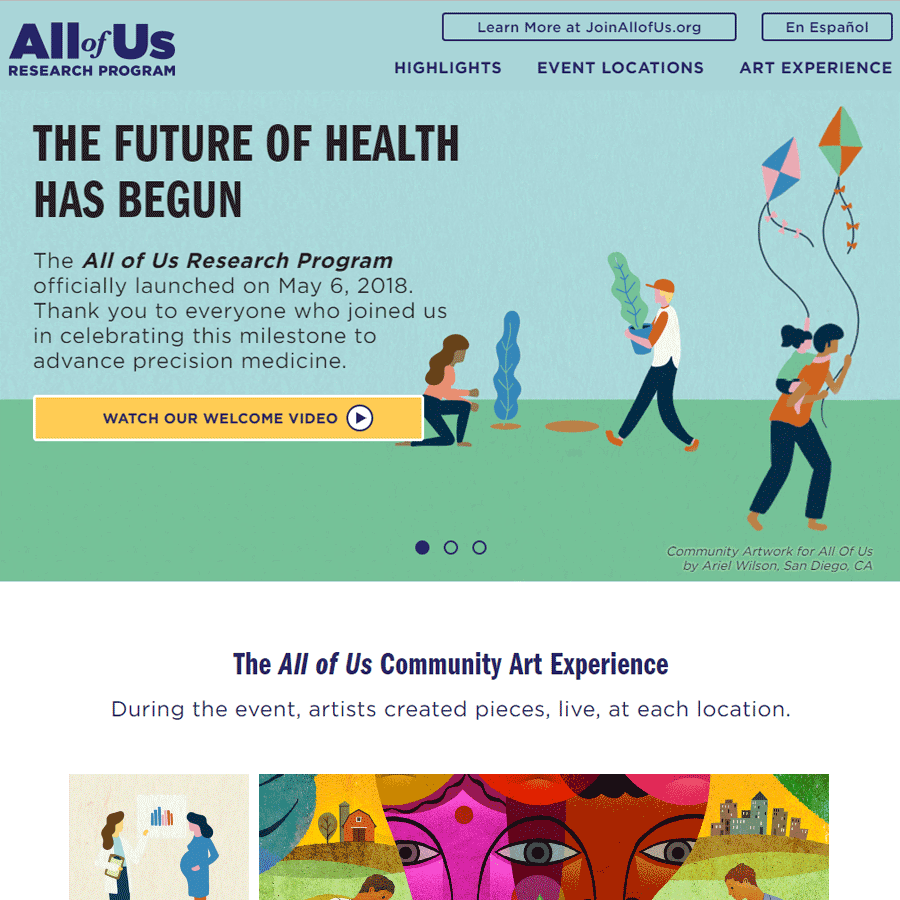 All of Us
RESEARCH PROGRAM
Learn More at JoinAllofUs.org
En Español
HIGHLIGHTS
EVENT LOCATIONS
ART EXPERIENCE
THE FUTURE OF HEALTH
HAS BEGUN
The All of Us Research Program
officially launched on May 6, 2018.
Thank you to everyone who joined us
in celebrating this milestone to
advance precision medicine.
WATCH OUR WELCOME VIDEO
Community Artwork for All Of Us
by Ariel Wilson, San Diego, CA
The All of Us Community Art Experience
During the event, artists created pieces, live, at each location.